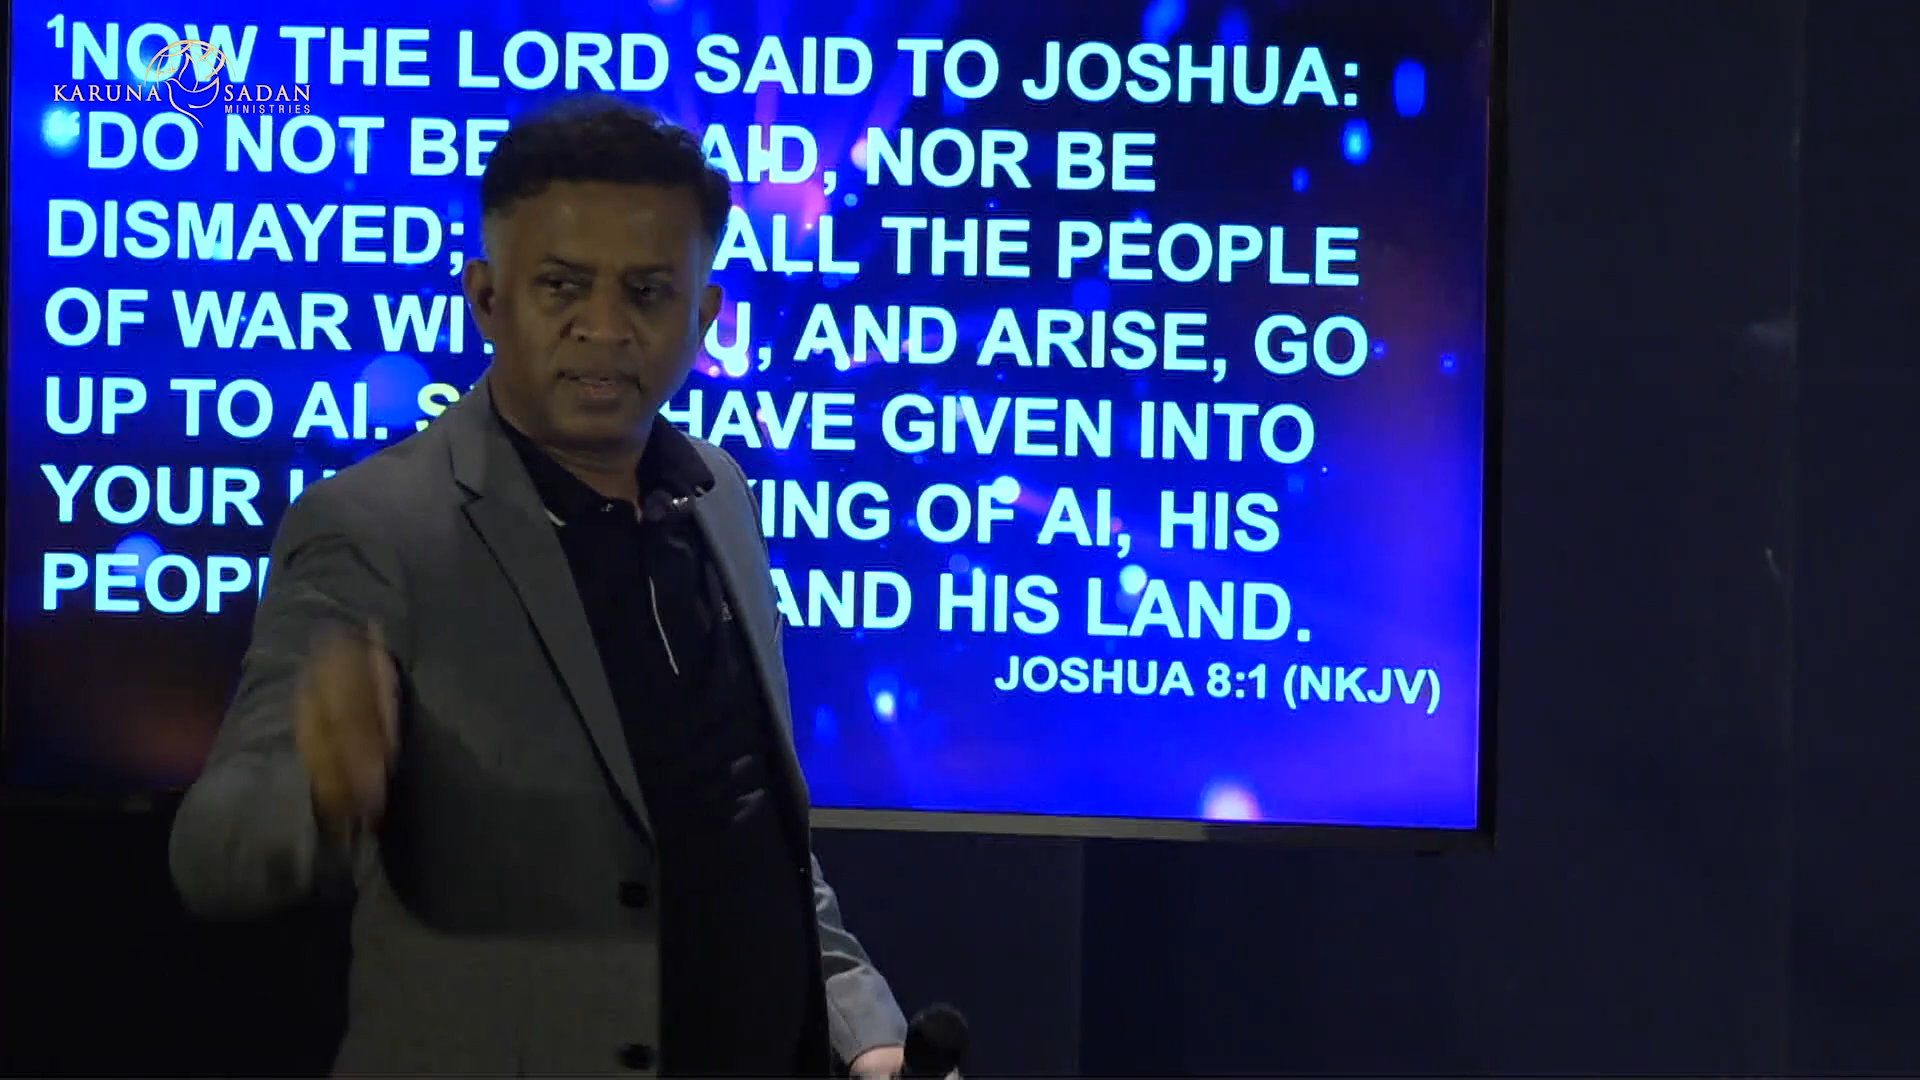 ¹NOW THE LORD SAID TO JOSHUA:
KARUNA SADAN
MINISTRIES
“DO NOT BE AID, NOR BE
DISMAYED; ALL THE PEOPLE
OF WAR WI U, AND ARISE, GO
UP TO AI. S HAVE GIVEN INTO
YOUR KING OF AI, HIS
PEOPL AND HIS LAND.
JOSHUA 8:1 (NKJV)